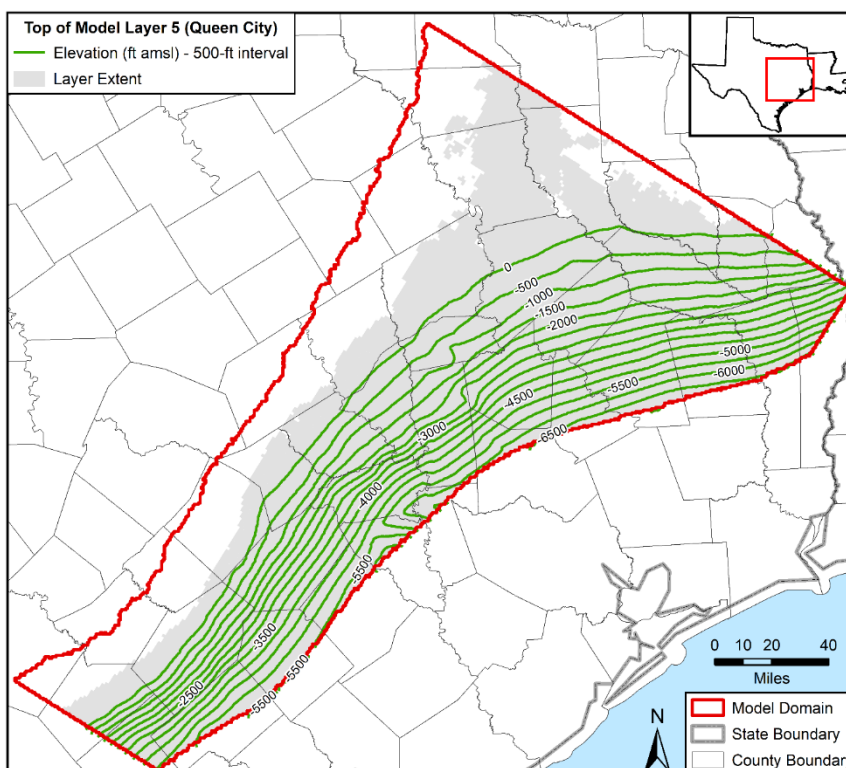 Top of Model Layer 5 (Queen City)
Elevation (ft amsl) - 500-ft interval
Layer Extent
0
-500
-1000
-1500
-2000
-5000
-5500
-6000
-4500
-3000
-6500
-4000
-5500
-3500
-5500
-2500
-5500
0 10 20 40
Miles
N
Model Domain
State Boundary
County Boundar